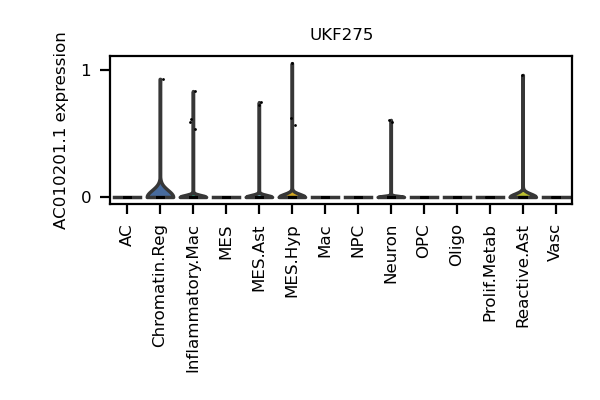 UKF275
AC010201.1 expression
1
0
AC
Chromatin.Reg
Inflammatory.Mac
MES
MES.Ast
MES.Hyp
Mac
NPC
Neuron
OPC
Oligo
Prolif.Metab
Reactive.Ast
Vasc